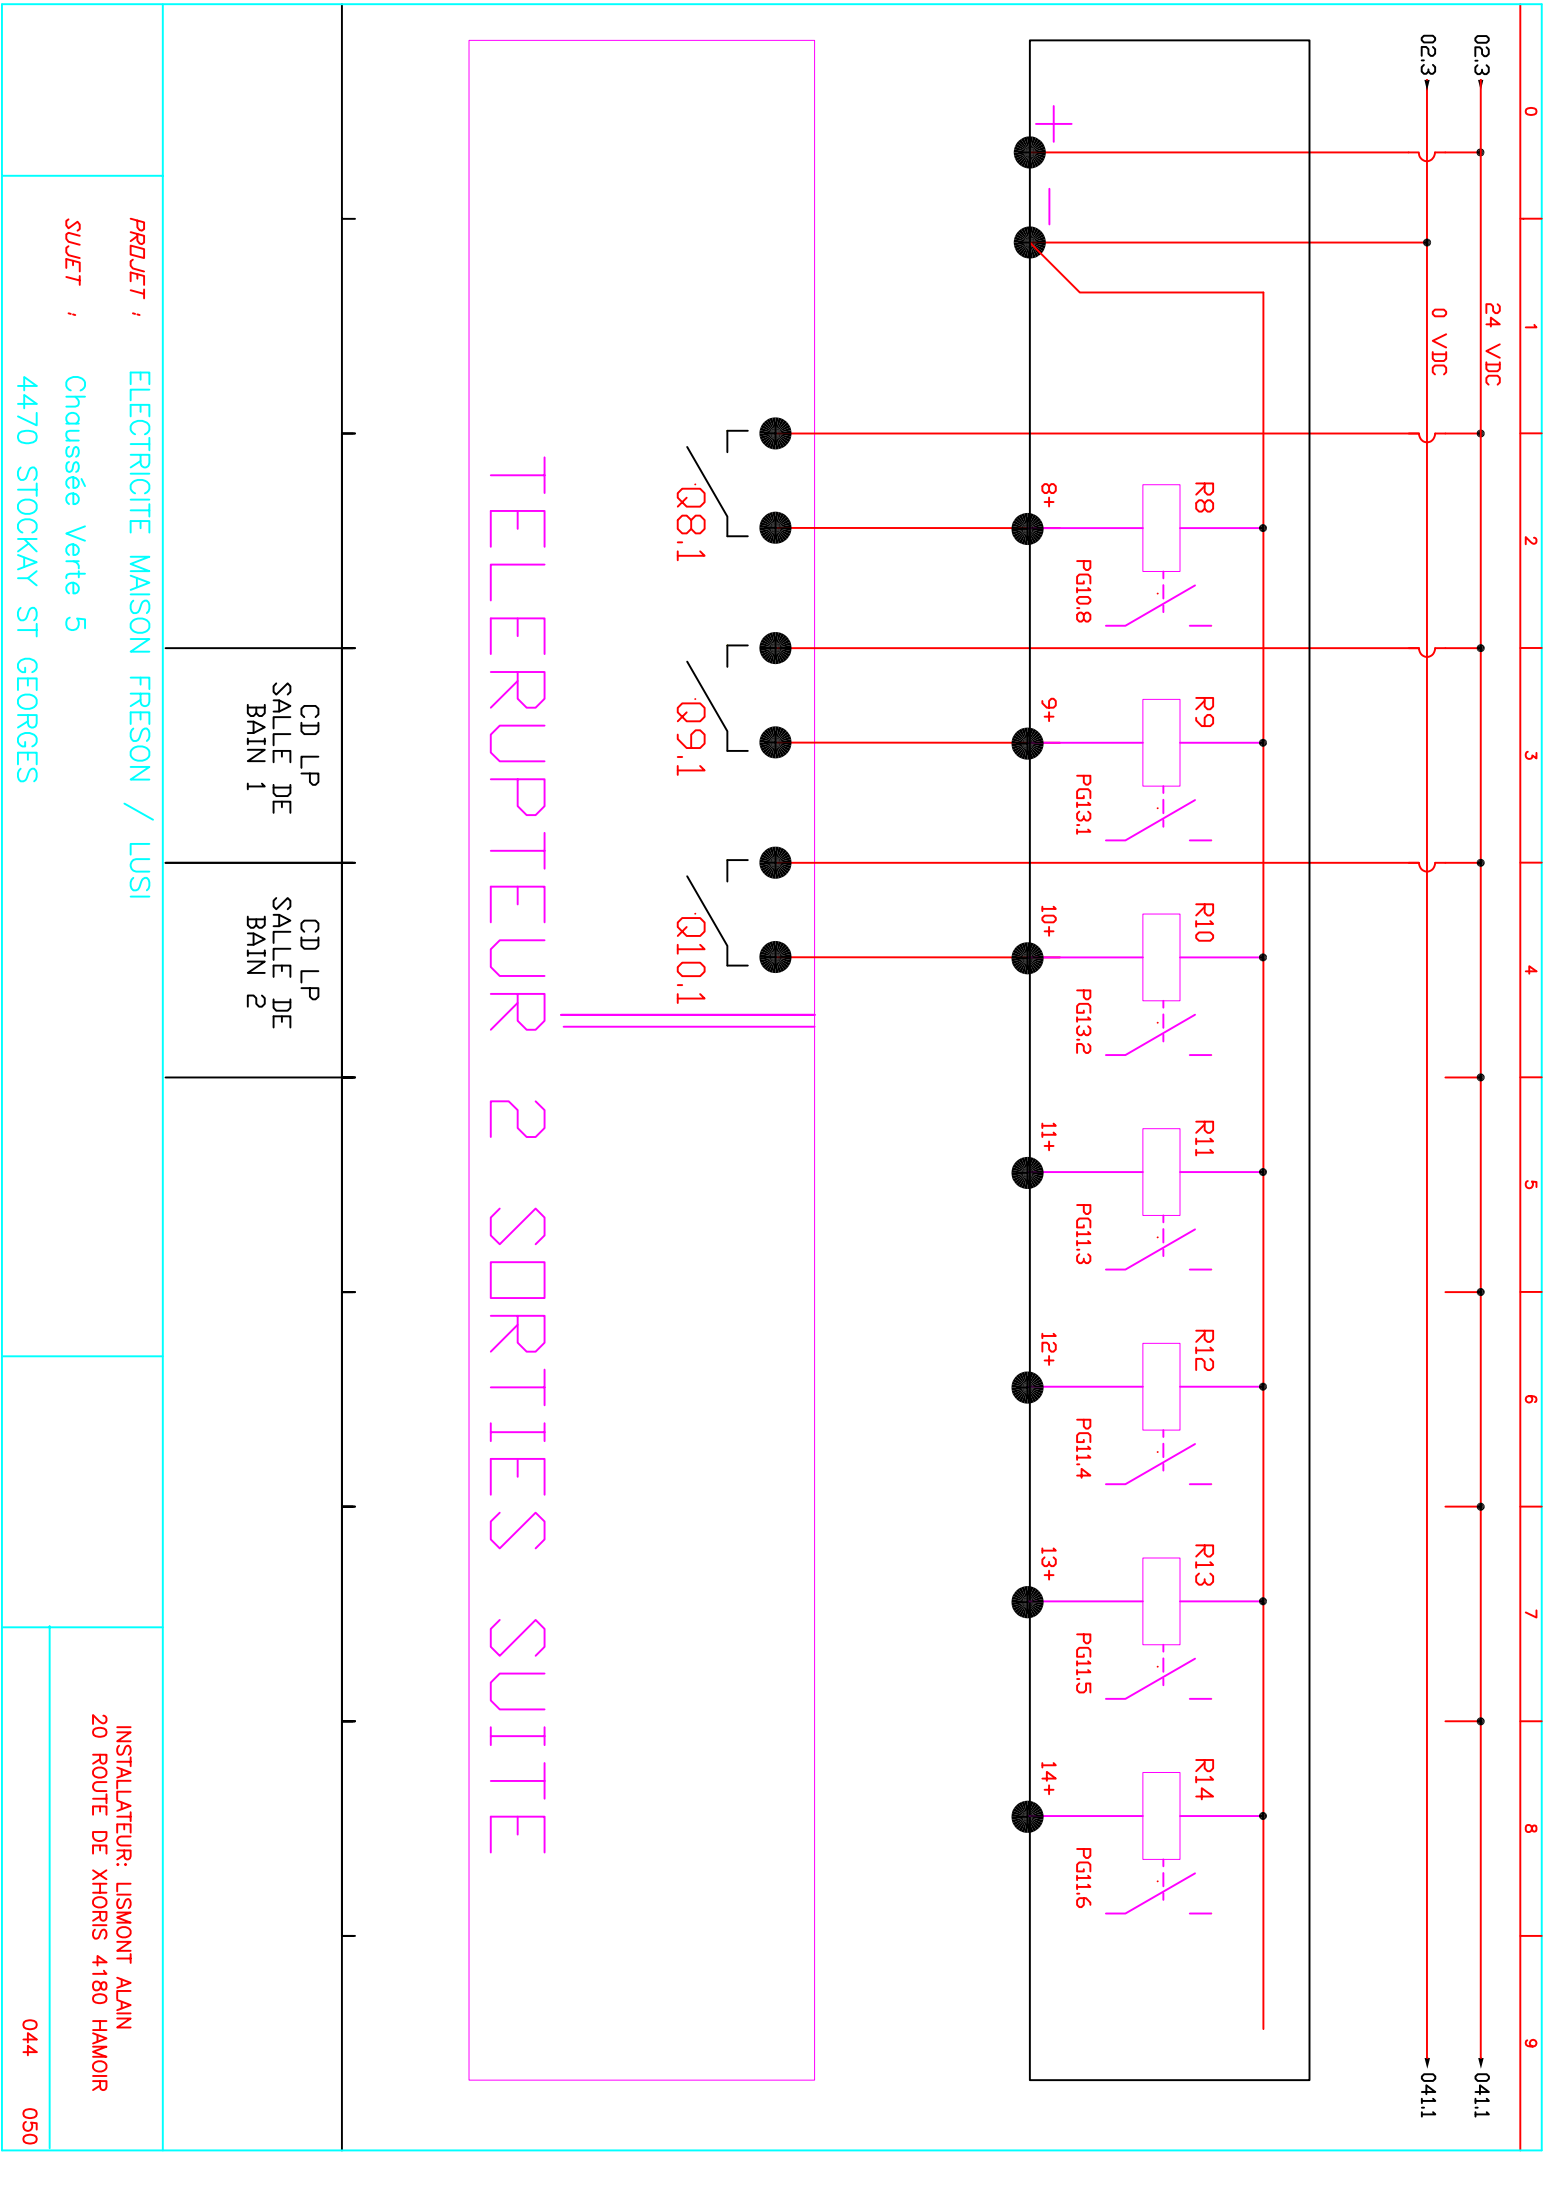 0 1 2 3 4 5 6 7 8 9
02.3 24 VDC 041.1
02.3 0 VDC 041.1
R8 R9 R10 R11 R12 R13 R14
PG10.8 PG13.1 PG13.2 PG11.3 PG11.4 PG11.5 PG11.6
+ - 8+ 9+ 10+ 11+ 12+ 13+ 14+
Q8.1 Q9.1 Q10.1
TELERUPTEUR 2 SORTIES SUITE
CD LP
SALLE DE
BAIN 1
CD LP
SALLE DE
BAIN 2
PROJET : ELECTRICITE MAISON FRESON / LUSI
SUJET : Chaussée Verte 5
4470 STOCKAY ST GEORGES
INSTALLATEUR: LISMONT ALAIN
20 ROUTE DE XHORIS 4180 HAMOIR
044 050